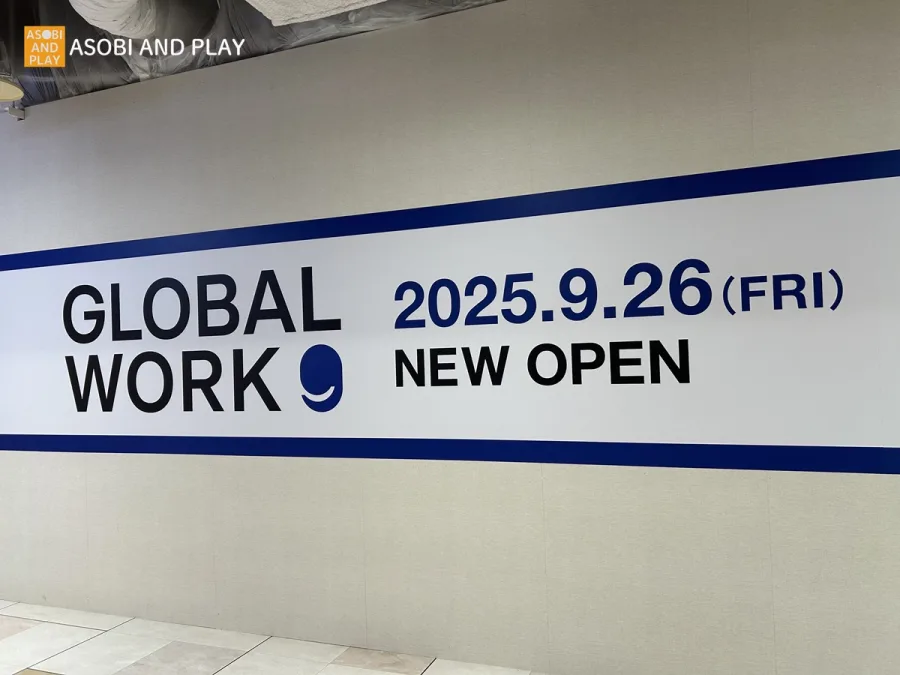 ASOBI
AND
PLAY
ASOBI AND PLAY
GLOBAL
WORK
2025.9.26(FRI)
NEW OPEN